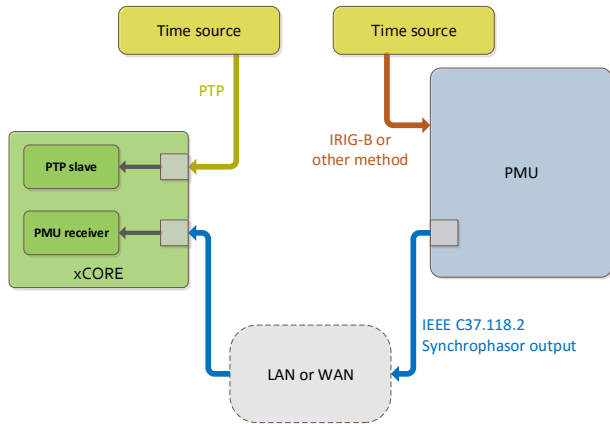 Time source
Time source
PTP
IRIG-B or
other method
PTP slave
PMU receiver
xCORE
PMU
IEEE C37.118.2
Synchrophasor output
LAN or WAN